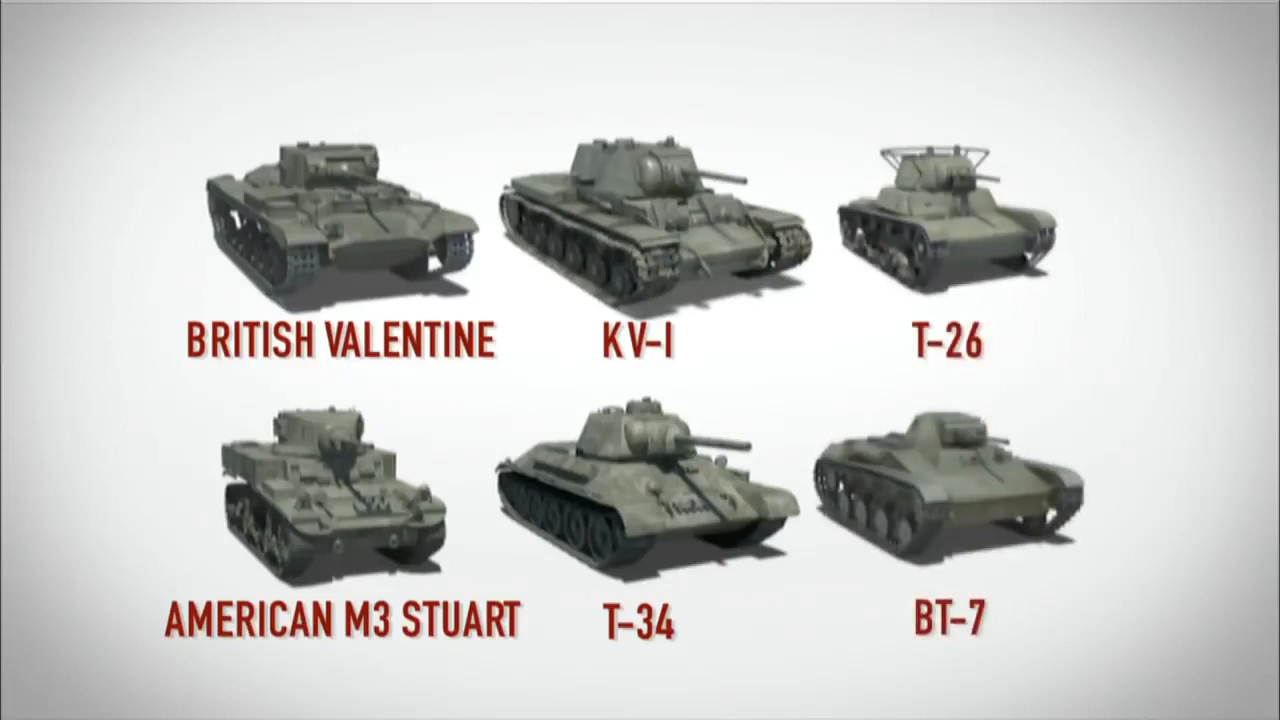 BRITISH VALENTINE
KV-I
T-26
AMERICAN M3 STUART
T-34
BT-7